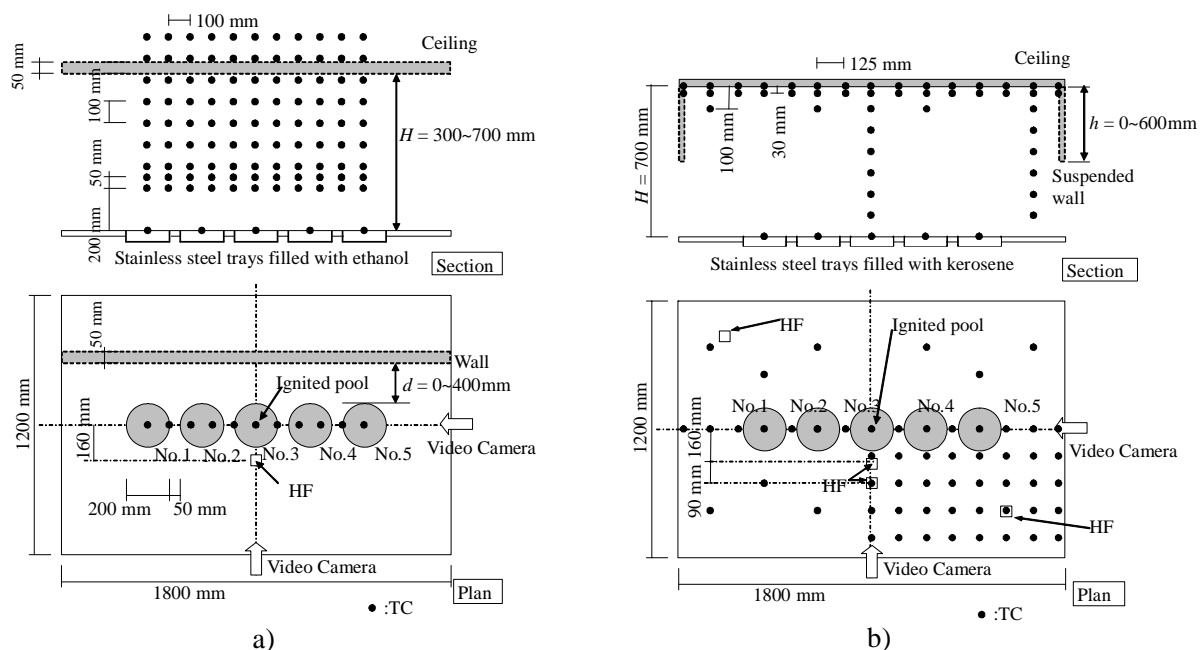 100 mm
Ceiling
50 mm
100 mm
H = 300~700 mm
50 mm
200 mm
Stainless steel trays filled with ethanol
Section
50 mm
Wall
Ignited pool
d = 0~400mm
1200 mm
160 mm
No.1
No.2
No.3
No.4
No.5
Video Camera
HF
200 mm
50 mm
Video Camera
1800 mm
Plan
:TC
a)
Ceiling
125 mm
H = 700 mm
100 mm
30 mm
h = 0~600mm
Suspended
wall
Stainless steel trays filled with kerosene
Section
HF
Ignited pool
1200 mm
No.1
No.2
No.3
No.4
No.5
160 mm
Video Camera
90 mm
HF
HF
Video Camera
1800 mm
Plan
:TC
b)